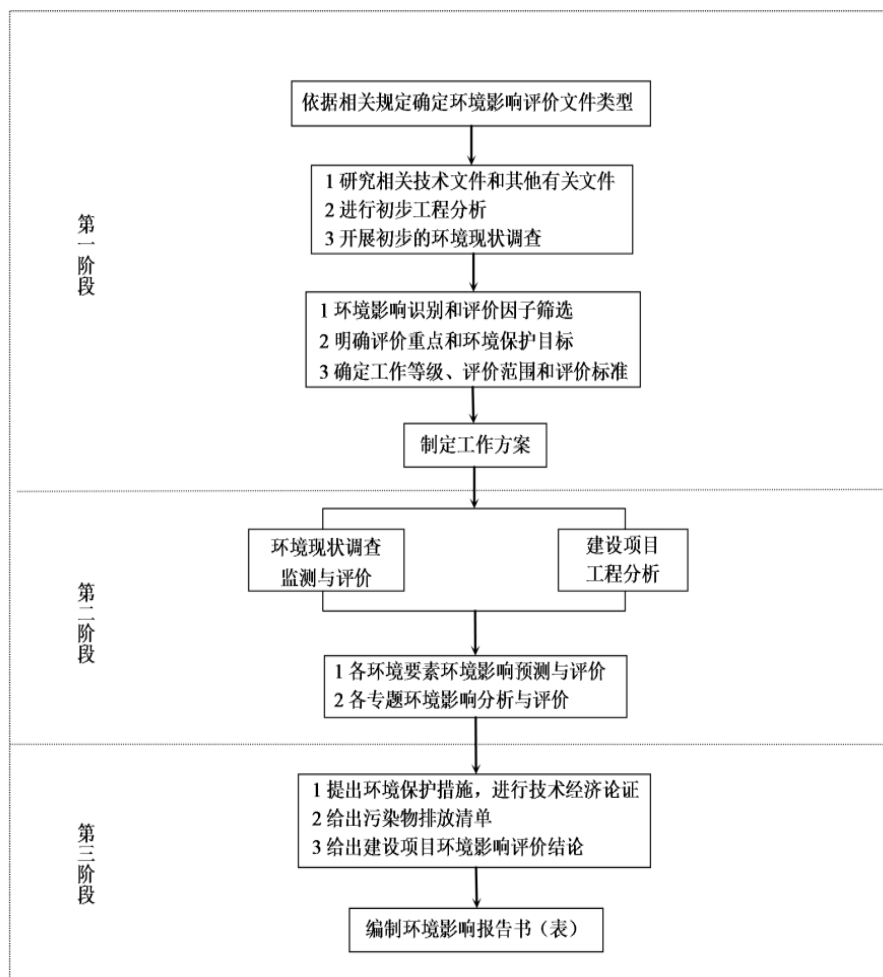 依据相关规定确定环境影响评价文件类型
1 研究相关技术文件和其他有关文件
2 进行初步工程分析
3 开展初步的环境现状调查
第一阶段
1 环境影响识别和评价因子筛选
2 明确评价重点和环境保护目标
3 确定工作等级、评价范围和评价标准
制定工作方案
环境现状调查
监测与评价
建设项目
工程分析
第二阶段
1 各环境要素环境影响预测与评价
2 各专题环境影响分析与评价
1 提出环境保护措施，进行技术经济论证
2 给出污染物排放清单
3 给出建设项目环境影响评价结论
第三阶段
编制环境影响报告书（表）